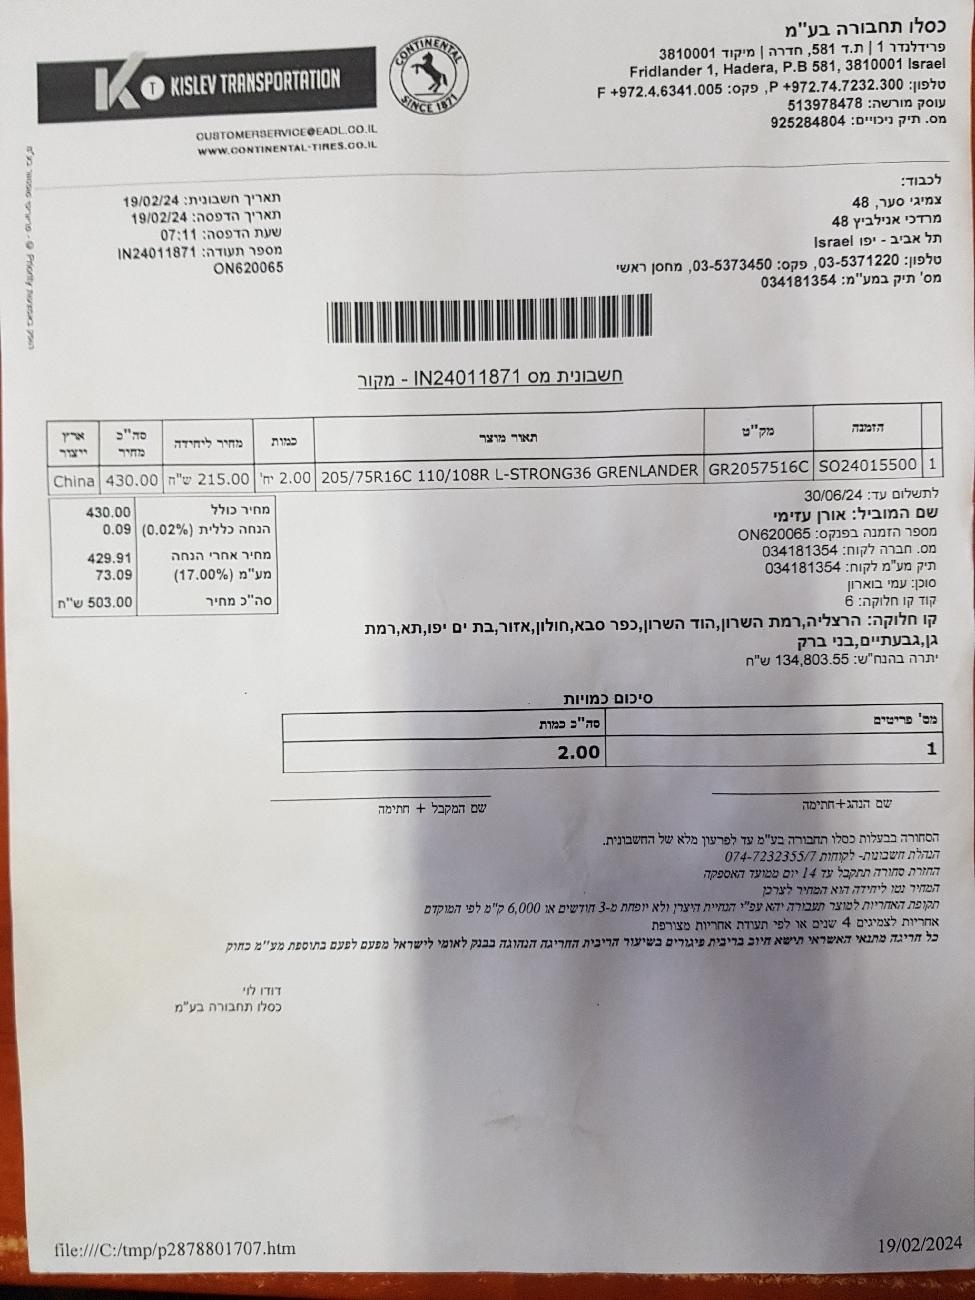 כסלו תחבורה בע"מ
פרידלנדר 1 | ת.ד 581, חדרה | מיקוד 3810001
Fridlander 1, Hadera, P.B 581, 3810001 Israel
טלפון: P +972.74.7232.300, פקס: F +972.4.6341.005
עוסק מורשה: 513978478
מס. תיק ניכויים: 925284804
K T KISLEV TRANSPORTATION
CONTINENTAL
SINCE 1871
CUSTOMERSERVICE@EADL.CO.IL
WWW.CONTINENTAL-TIRES.CO.IL
לכבוד:
צמיגי סער, 48
מרדכי אנילביץ 48
תל אביב - יפו Israel
טלפון: 03-5371220, פקס: 03-5373450, מחסן ראשי
מס' תיק במע"מ: 034181354
תאריך חשבונית: 19/02/24
תאריך הדפסה: 19/02/24
שעת הדפסה: 07:11
מספר תעודה: IN24011871
ON620065
חשבונית מס IN24011871 - מקור
הזמנה מק"ט תאור מוצר כמות מחיר ליחידה סה"כ מחיר ארץ ייצור
1 SO24015500 GR2057516C 205/75R16C 110/108R L-STRONG36 GRENLANDER 2.00 יח' 215.00 ש"ח 430.00 China
לתשלום עד: 30/06/24
שם המוביל: אורן עזימי
מספר הזמנה בפנקס: ON620065
מס. חברה לקוח: 034181354
תיק מע"מ לקוח: 034181354
סוכן: עמי בוארון
קוד קו חלוקה: 6
קו חלוקה: הרצליה,רמת השרון,הוד השרון,כפר סבא,חולון,אזור,בת ים יפו,תא,רמת
גן,גבעתיים,בני ברק
יתרה בהנח"ש: 134,803.55 ש"ח
מחיר כולל 430.00
הנחה כללית (0.02%) 0.09
מחיר אחרי הנחה 429.91
מע"מ (17.00%) 73.09
סה"כ מחיר 503.00 ש"ח
סיכום כמויות
מס' פריטים סה"כ כמות
1 2.00
שם הנהג+חתימה
שם המקבל + חתימה
הסחורה בבעלות כסלו תחבורה בע"מ עד לפרעון מלא של החשבונית.
הנהלת חשבונות- לקוחות 074-7232355/7
החזרת סחורה תתקבל עד 14 יום ממועד האספקה
המחיר נטו ליחידה הוא המחיר לצרכן
תקופת האחריות למוצר תעבורה יהא עפ"י הנחיית היצרן ולא יופחת מ-3 חודשים או 6,000 ק"מ לפי המוקדם
אחריות לצמיגים 4 שנים או לפי תעודת אחריות מצורפת
כל חריגה מתנאי האשראי תישא חיוב בריבית פיגורים בשיעור הריבית החריגה הנהוגה בבנק לאומי לישראל מפעם לפעם בתוספת מע"מ כחוק
דודו לוי
כסלו תחבורה בע"מ
file:///C:/tmp/p2878801707.htm
19/02/2024